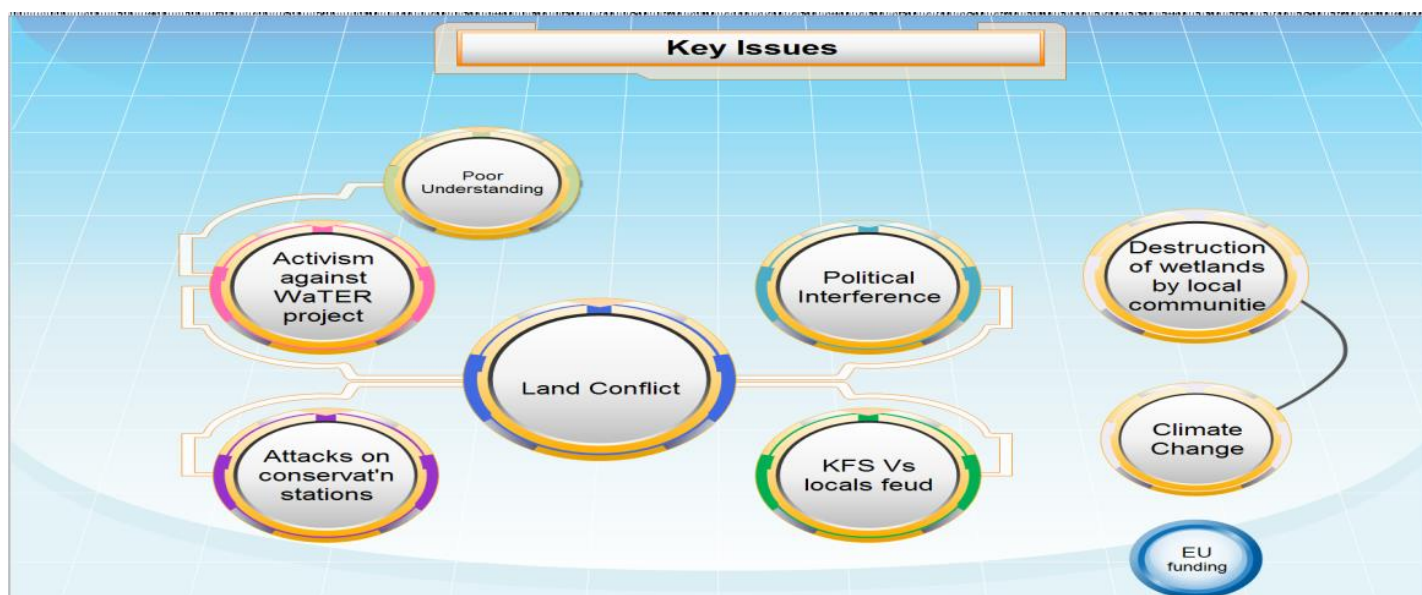 Key Issues
Poor
Understanding
Activism
against
WaTER
project
Political
Interference
Destruction
of wetlands
by local
communitie
Land Conflict
Attacks on
conservat'n
stations
KFS Vs
locals feud
Climate
Change
EU
funding